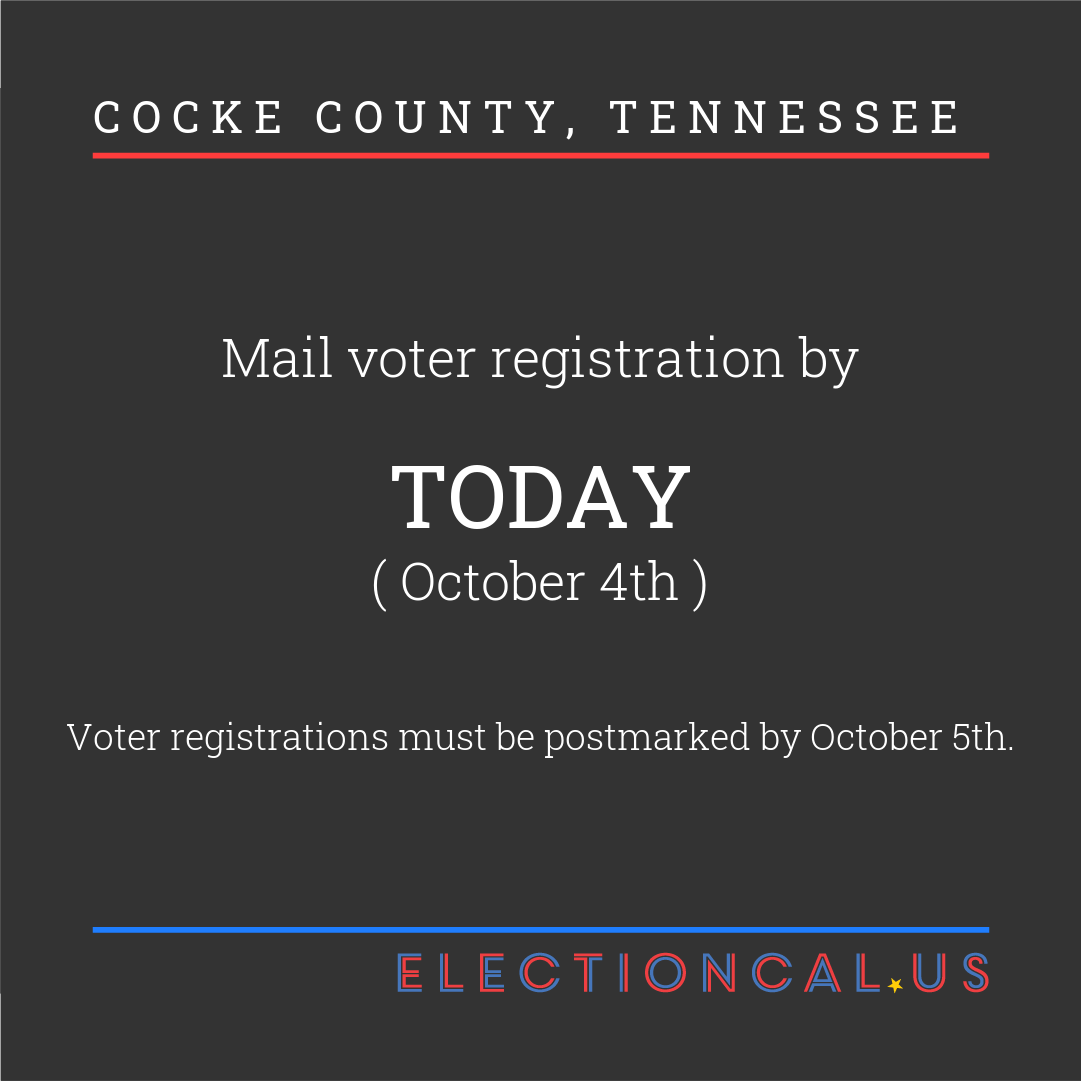 COCKE COUNTY, TENNESSEE
Mail voter registration by
TODAY
( October 4th )
Voter registrations must be postmarked by October 5th.
ELECTIONCAL.US